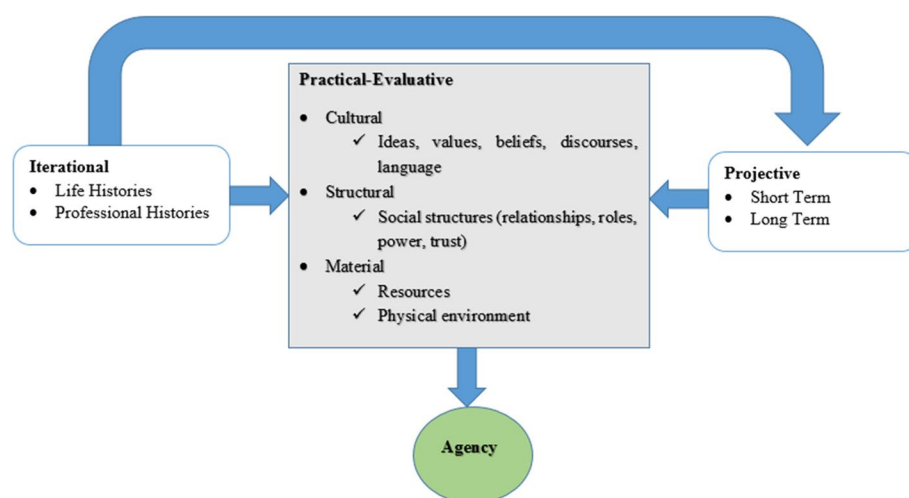 Practical-Evaluative
• Cultural
✓ Ideas, values, beliefs, discourses,
language
• Structural
✓ Social structures (relationships, roles,
power, trust)
• Material
✓ Resources
✓ Physical environment
Iterational
• Life Histories
• Professional Histories
Projective
• Short Term
• Long Term
Agency